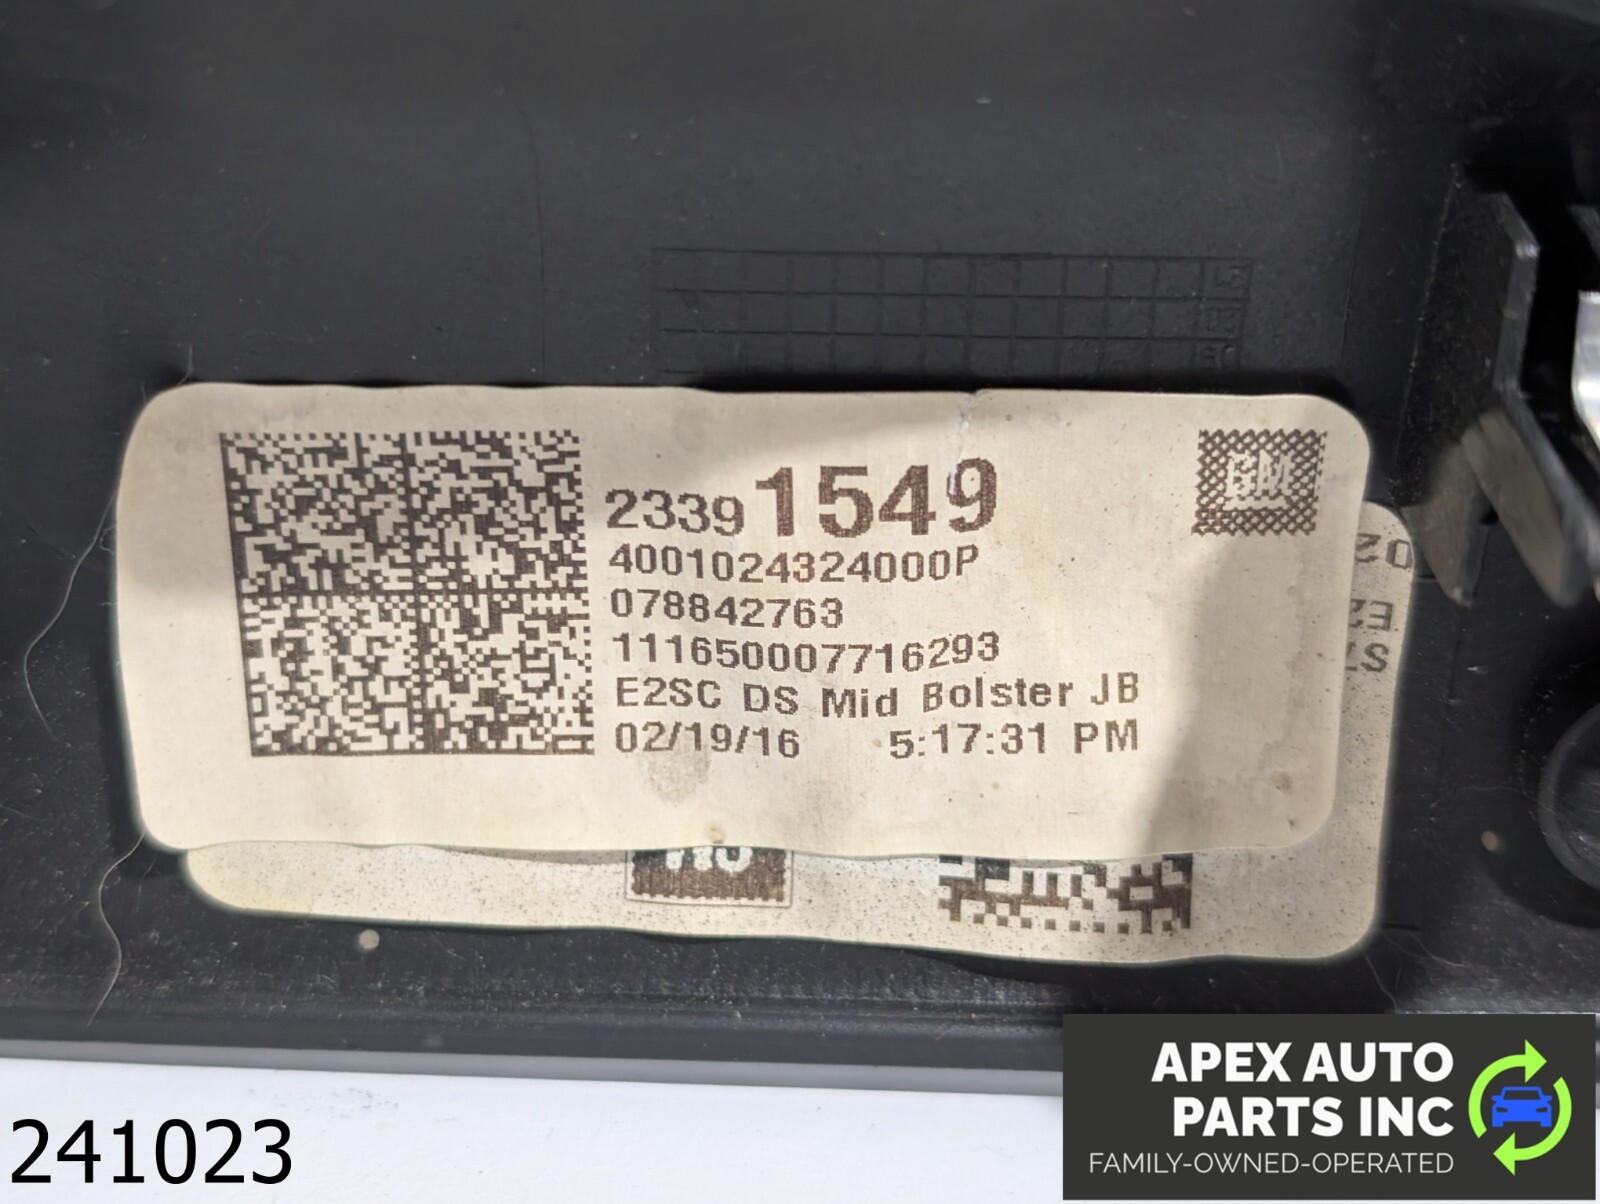 23391549
GM
4001024324000P
078842763
111650007716293
E2SC DS Mid Bolster JB
02/19/16 5:17:31 PM
241023
APEX AUTO
PARTS INC
FAMILY-OWNED-OPERATED